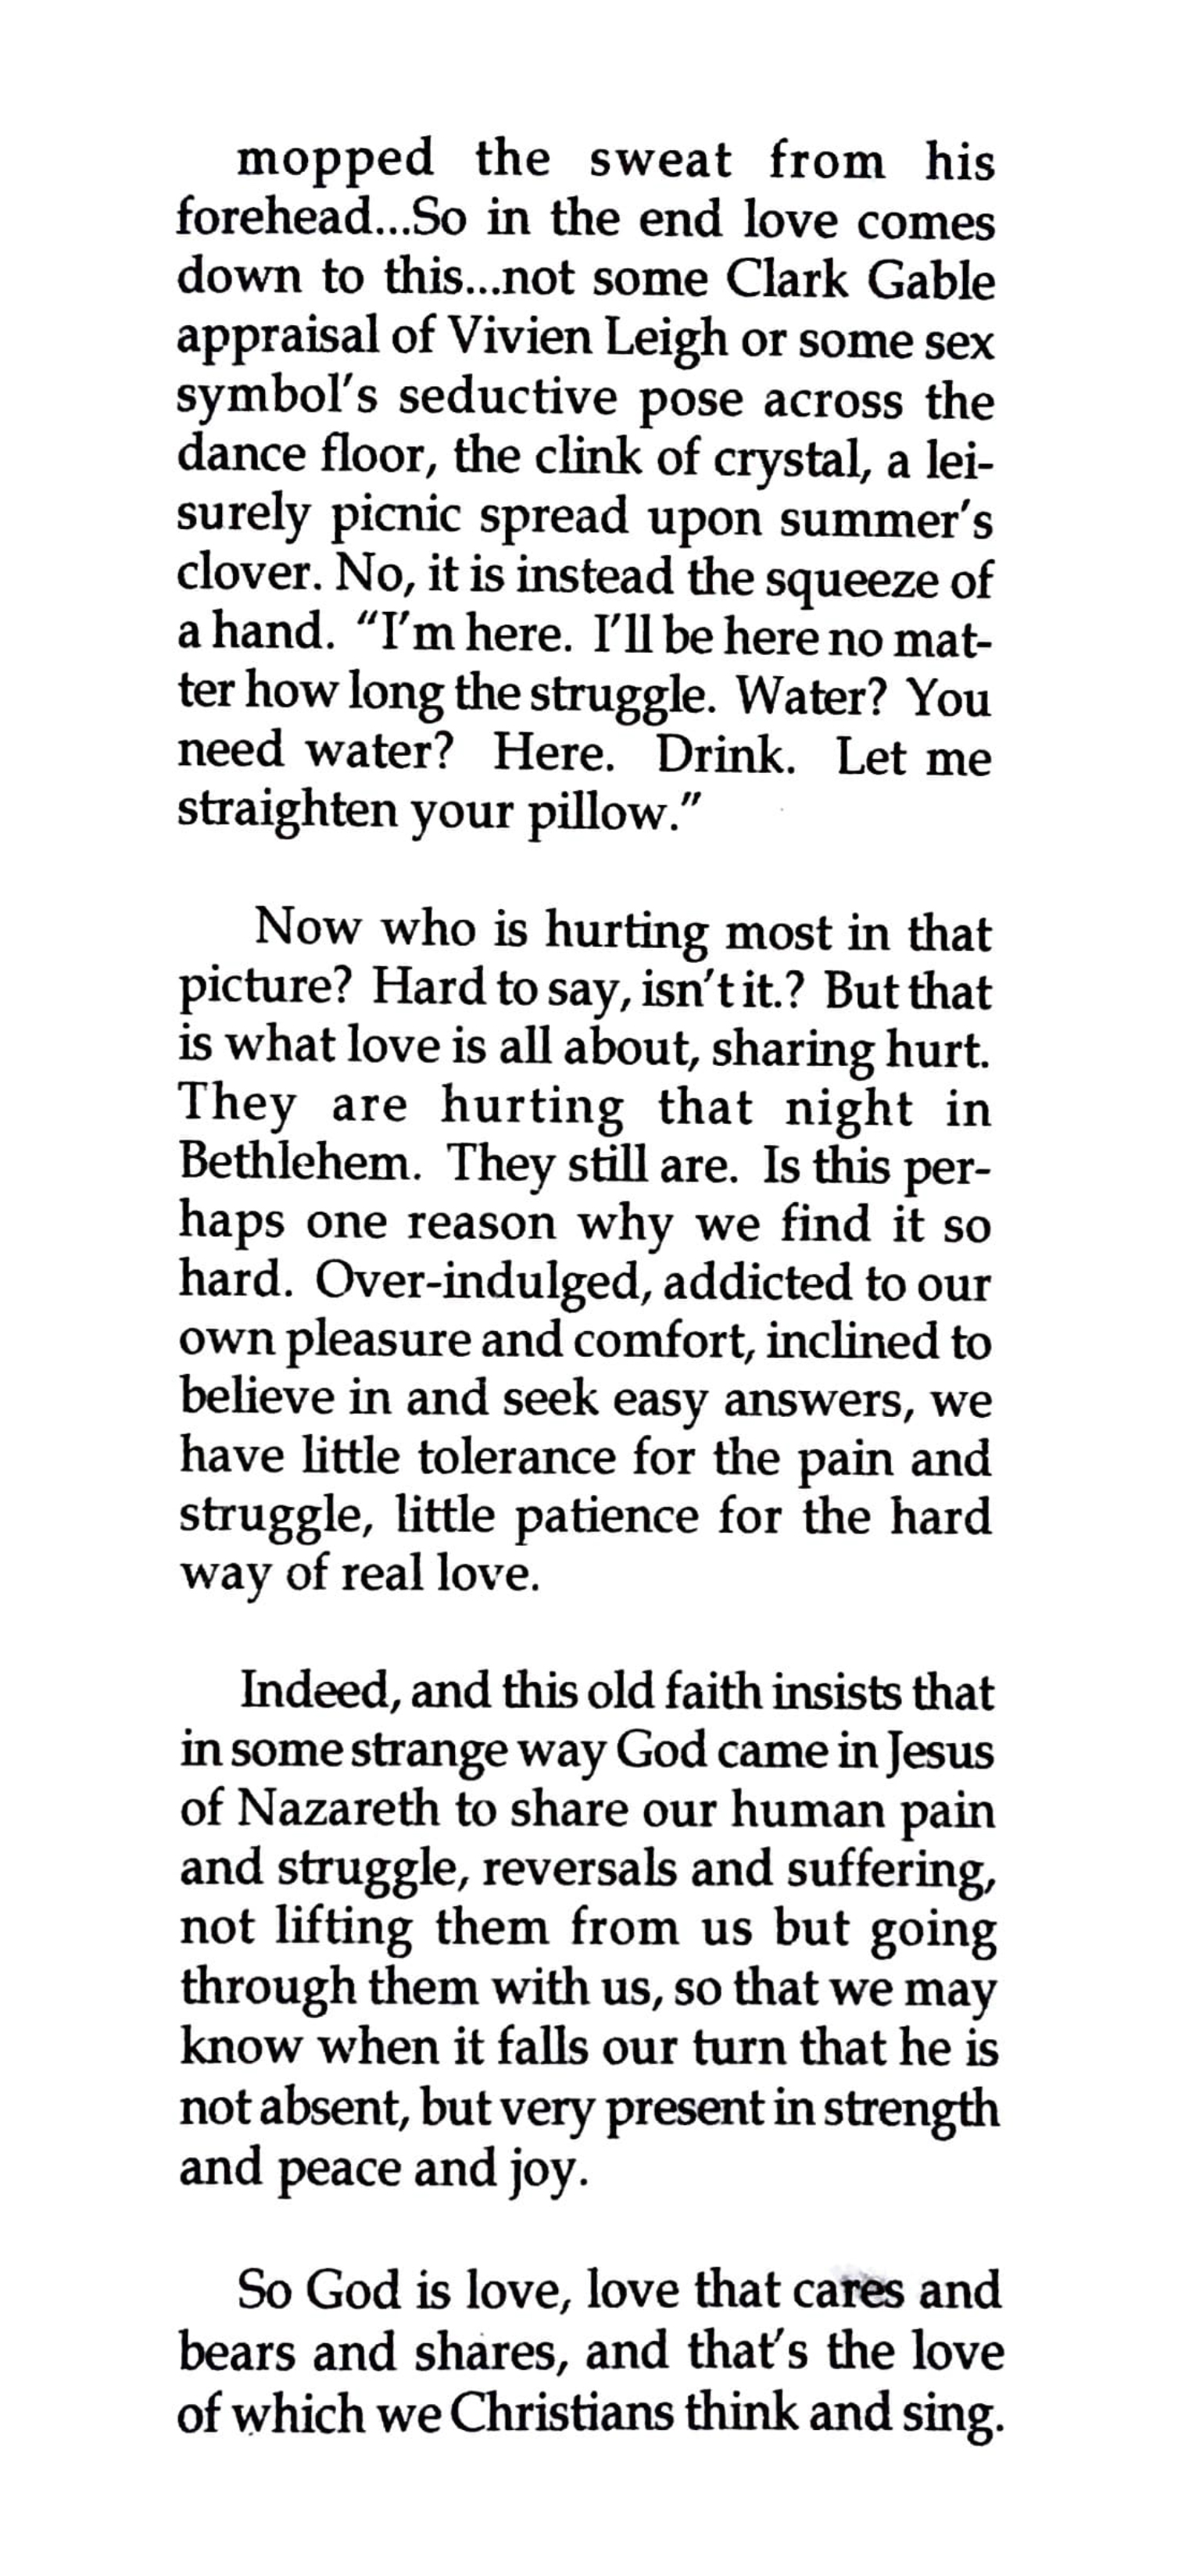 mopped the sweat from his
forehead...So in the end love comes
down to this...not some Clark Gable
appraisal of Vivien Leigh or some sex
symbol's seductive pose across the
dance floor, the clink of crystal, a lei-
surely picnic spread upon summer's
clover. No, it is instead the squeeze of
a hand. "I'm here. I'll be here no mat-
ter how long the struggle. Water? You
need water? Here. Drink. Let me
straighten your pillow."
Now who is hurting most in that
picture? Hard to say, isn't it.? But that
is what love is all about, sharing hurt.
They are hurting that night in
Bethlehem. They still are. Is this per-
haps one reason why we find it so
hard. Over-indulged, addicted to our
own pleasure and comfort, inclined to
believe in and seek easy answers, we
have little tolerance for the pain and
struggle, little patience for the hard
way of real love.
Indeed, and this old faith insists that
in some strange way God came in Jesus
of Nazareth to share our human pain
and struggle, reversals and suffering,
not lifting them from us but going
through them with us, so that we may
know when it falls our turn that he is
not absent, but very present in strength
and peace and joy.
So God is love, love that cares and
bears and shares, and that's the love
of which we Christians think and sing.